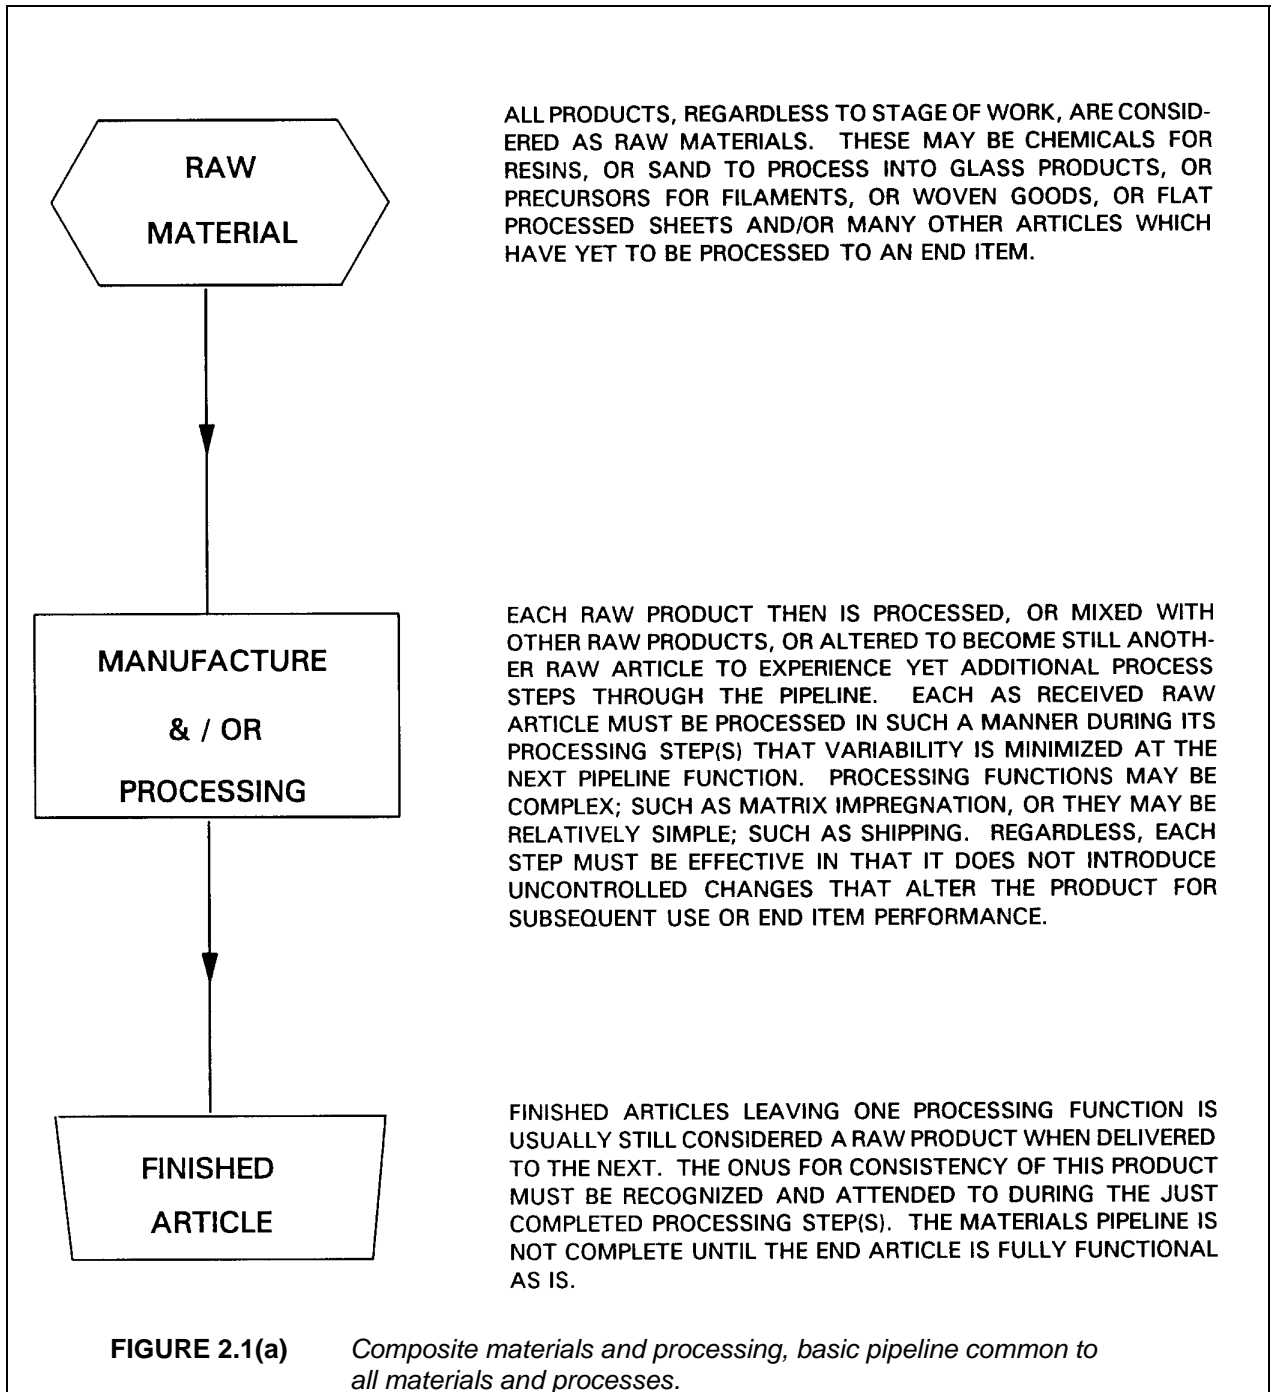 RAW
MATERIAL
ALL PRODUCTS, REGARDLESS TO STAGE OF WORK, ARE CONSID-
ERED AS RAW MATERIALS. THESE MAY BE CHEMICALS FOR
RESINS, OR SAND TO PROCESS INTO GLASS PRODUCTS, OR
PRECURSORS FOR FILAMENTS, OR WOVEN GOODS, OR FLAT
PROCESSED SHEETS AND/OR MANY OTHER ARTICLES WHICH
HAVE YET TO BE PROCESSED TO AN END ITEM.
MANUFACTURE
& / OR
PROCESSING
EACH RAW PRODUCT THEN IS PROCESSED, OR MIXED WITH
OTHER RAW PRODUCTS, OR ALTERED TO BECOME STILL ANOTH-
ER RAW ARTICLE TO EXPERIENCE YET ADDITIONAL PROCESS
STEPS THROUGH THE PIPELINE. EACH AS RECEIVED RAW
ARTICLE MUST BE PROCESSED IN SUCH A MANNER DURING ITS
PROCESSING STEP(S) THAT VARIABILITY IS MINIMIZED AT THE
NEXT PIPELINE FUNCTION. PROCESSING FUNCTIONS MAY BE
COMPLEX; SUCH AS MATRIX IMPREGNATION, OR THEY MAY BE
RELATIVELY SIMPLE; SUCH AS SHIPPING. REGARDLESS, EACH
STEP MUST BE EFFECTIVE IN THAT IT DOES NOT INTRODUCE
UNCONTROLLED CHANGES THAT ALTER THE PRODUCT FOR
SUBSEQUENT USE OR END ITEM PERFORMANCE.
FINISHED
ARTICLE
FINISHED ARTICLES LEAVING ONE PROCESSING FUNCTION IS
USUALLY STILL CONSIDERED A RAW PRODUCT WHEN DELIVERED
TO THE NEXT. THE ONUS FOR CONSISTENCY OF THIS PRODUCT
MUST BE RECOGNIZED AND ATTENDED TO DURING THE JUST
COMPLETED PROCESSING STEP(S). THE MATERIALS PIPELINE IS
NOT COMPLETE UNTIL THE END ARTICLE IS FULLY FUNCTIONAL
AS IS.
FIGURE 2.1(a) Composite materials and processing, basic pipeline common to
all materials and processes.